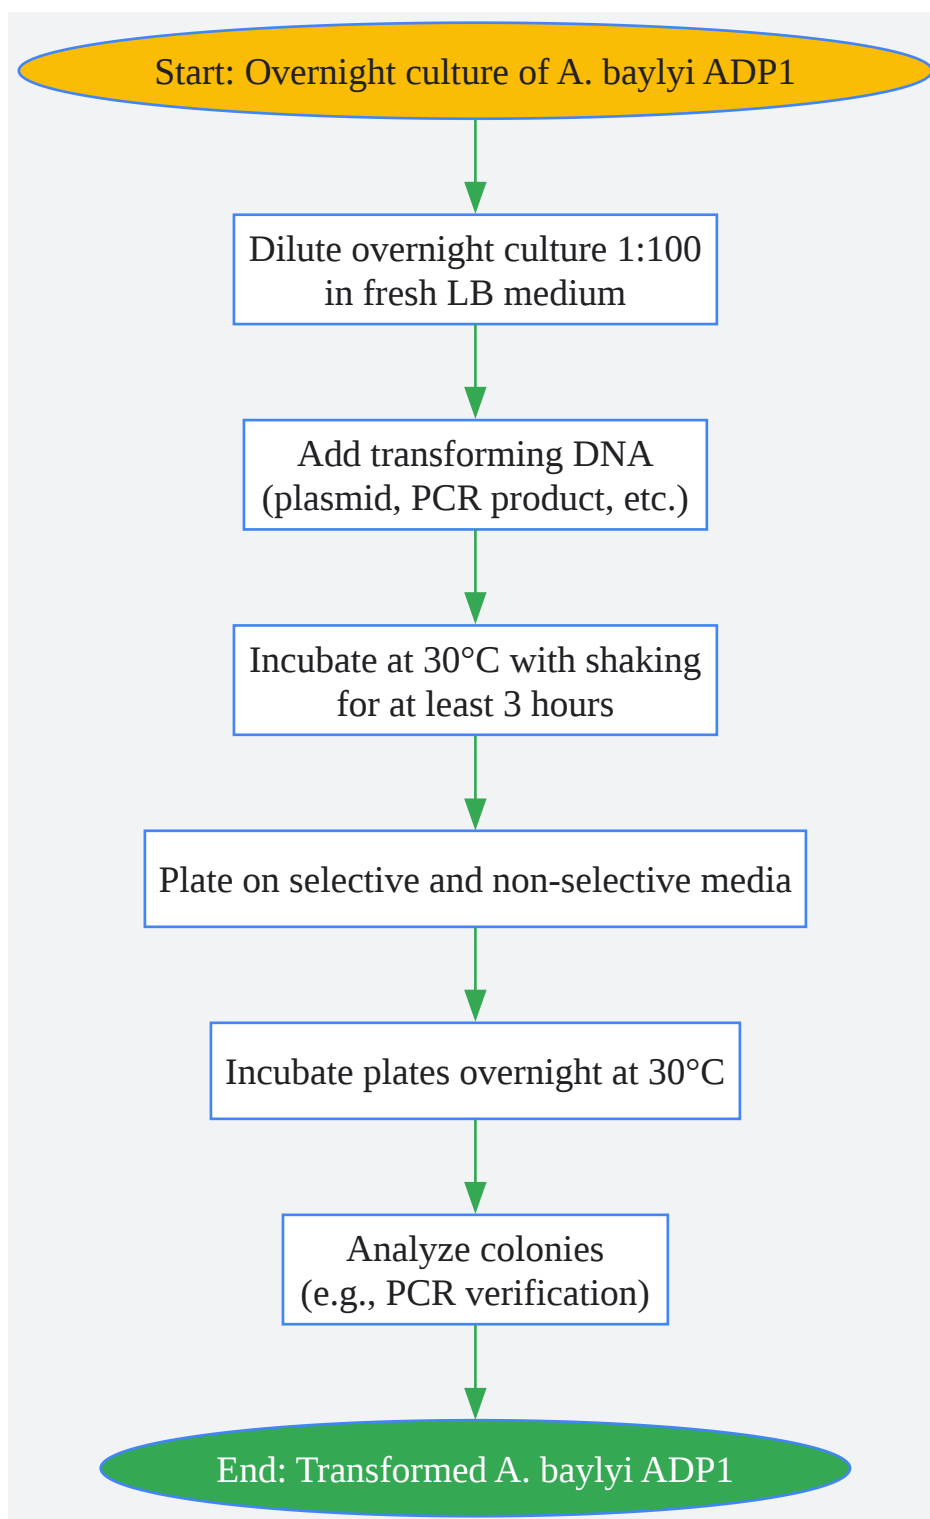 Start: Overnight culture of A. baylyi ADP1
Dilute overnight culture 1:100
in fresh LB medium
Add transforming DNA
(plasmid, PCR product, etc.)
Incubate at 30°C with shaking
for at least 3 hours
Plate on selective and non-selective media
Incubate plates overnight at 30°C
Analyze colonies
(e.g., PCR verification)
End: Transformed A. baylyi ADP1